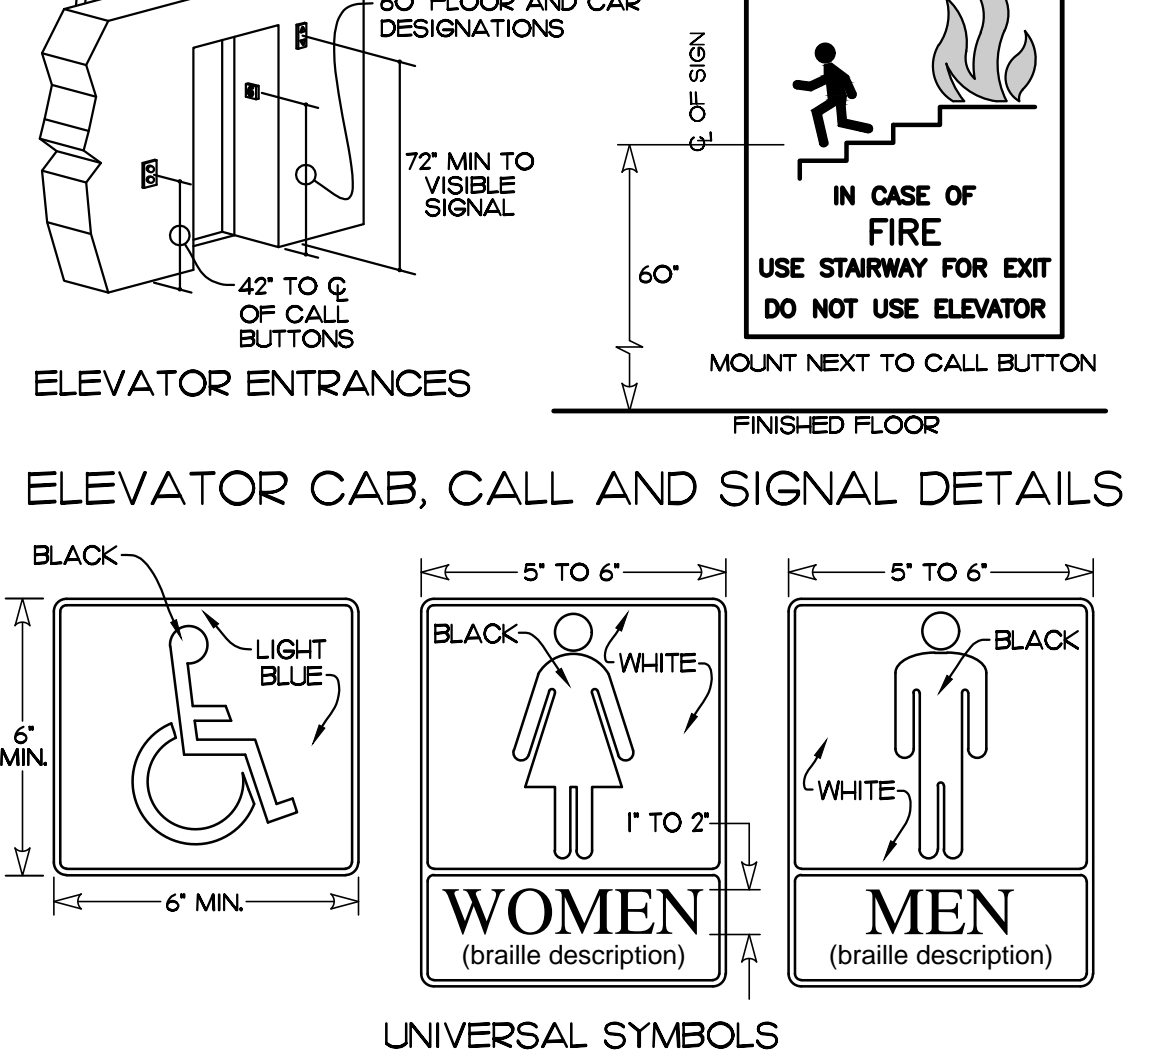 60" FLOOR AND CAR
DESIGNATIONS
72" MIN TO
VISIBLE
SIGNAL
42" TO ℄
OF CALL
BUTTONS
ELEVATOR ENTRANCES
℄ OF SIGN
60"
IN CASE OF
FIRE
USE STAIRWAY FOR EXIT
DO NOT USE ELEVATOR
MOUNT NEXT TO CALL BUTTON
FINISHED FLOOR
ELEVATOR CAB, CALL AND SIGNAL DETAILS
BLACK
LIGHT
BLUE
6"
MIN.
6" MIN.
5" TO 6"
BLACK
WHITE
1" TO 2"
WOMEN
(braille description)
5" TO 6"
BLACK
WHITE
MEN
(braille description)
UNIVERSAL SYMBOLS